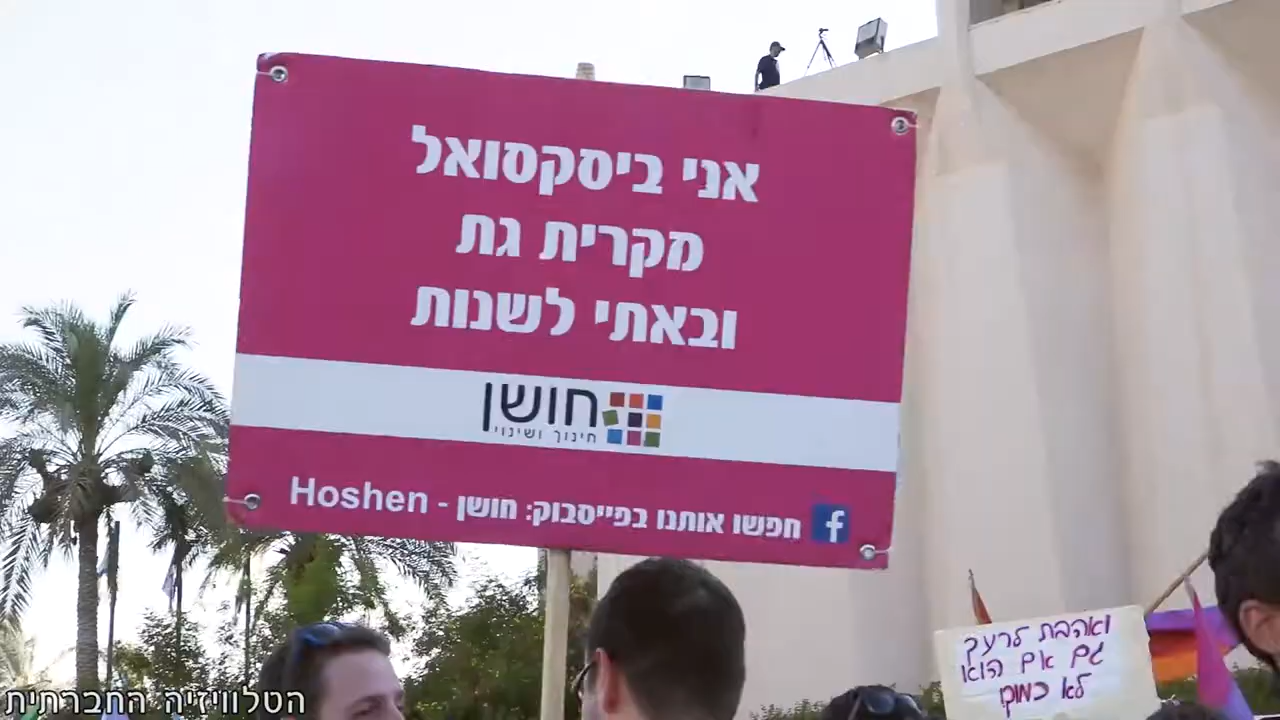 אני ביסקסואל
מקרית גת
ובאתי לשנות
חושן
חינוך ושינוי
חפשו אותנו בפייסבוק: חושן - Hoshen
ואהבת לרעך
גם אם הוא
לא כמוך
הטלוויזיה החברתית